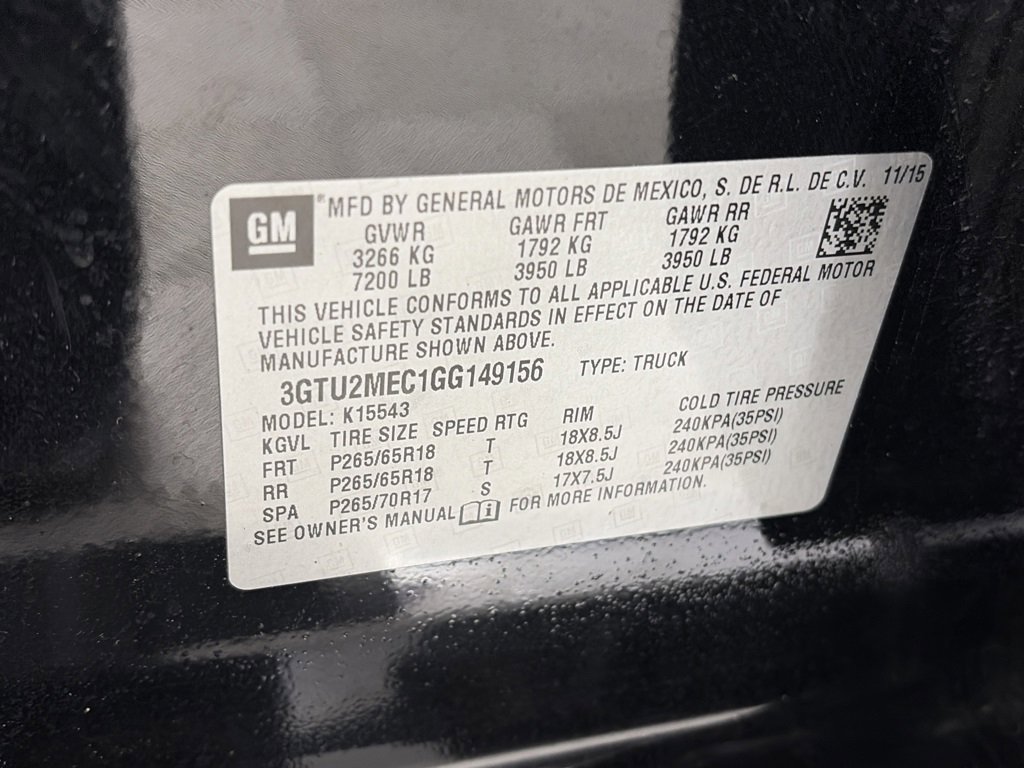 GM ® MFD BY GENERAL MOTORS DE MEXICO, S. DE R.L. DE C.V. 11/15
GVWR GAWR FRT GAWR RR
3266 KG 1792 KG 1792 KG
7200 LB 3950 LB 3950 LB
THIS VEHICLE CONFORMS TO ALL APPLICABLE U.S. FEDERAL MOTOR
VEHICLE SAFETY STANDARDS IN EFFECT ON THE DATE OF
MANUFACTURE SHOWN ABOVE.
3GTU2MEC1GG149156 TYPE: TRUCK
MODEL: K15543
KGVL TIRE SIZE SPEED RTG RIM COLD TIRE PRESSURE
FRT P265/65R18 T 18X8.5J 240KPA(35PSI)
RR P265/65R18 T 18X8.5J 240KPA(35PSI)
SPA P265/70R17 S 17X7.5J 240KPA(35PSI)
SEE OWNER'S MANUAL FOR MORE INFORMATION.